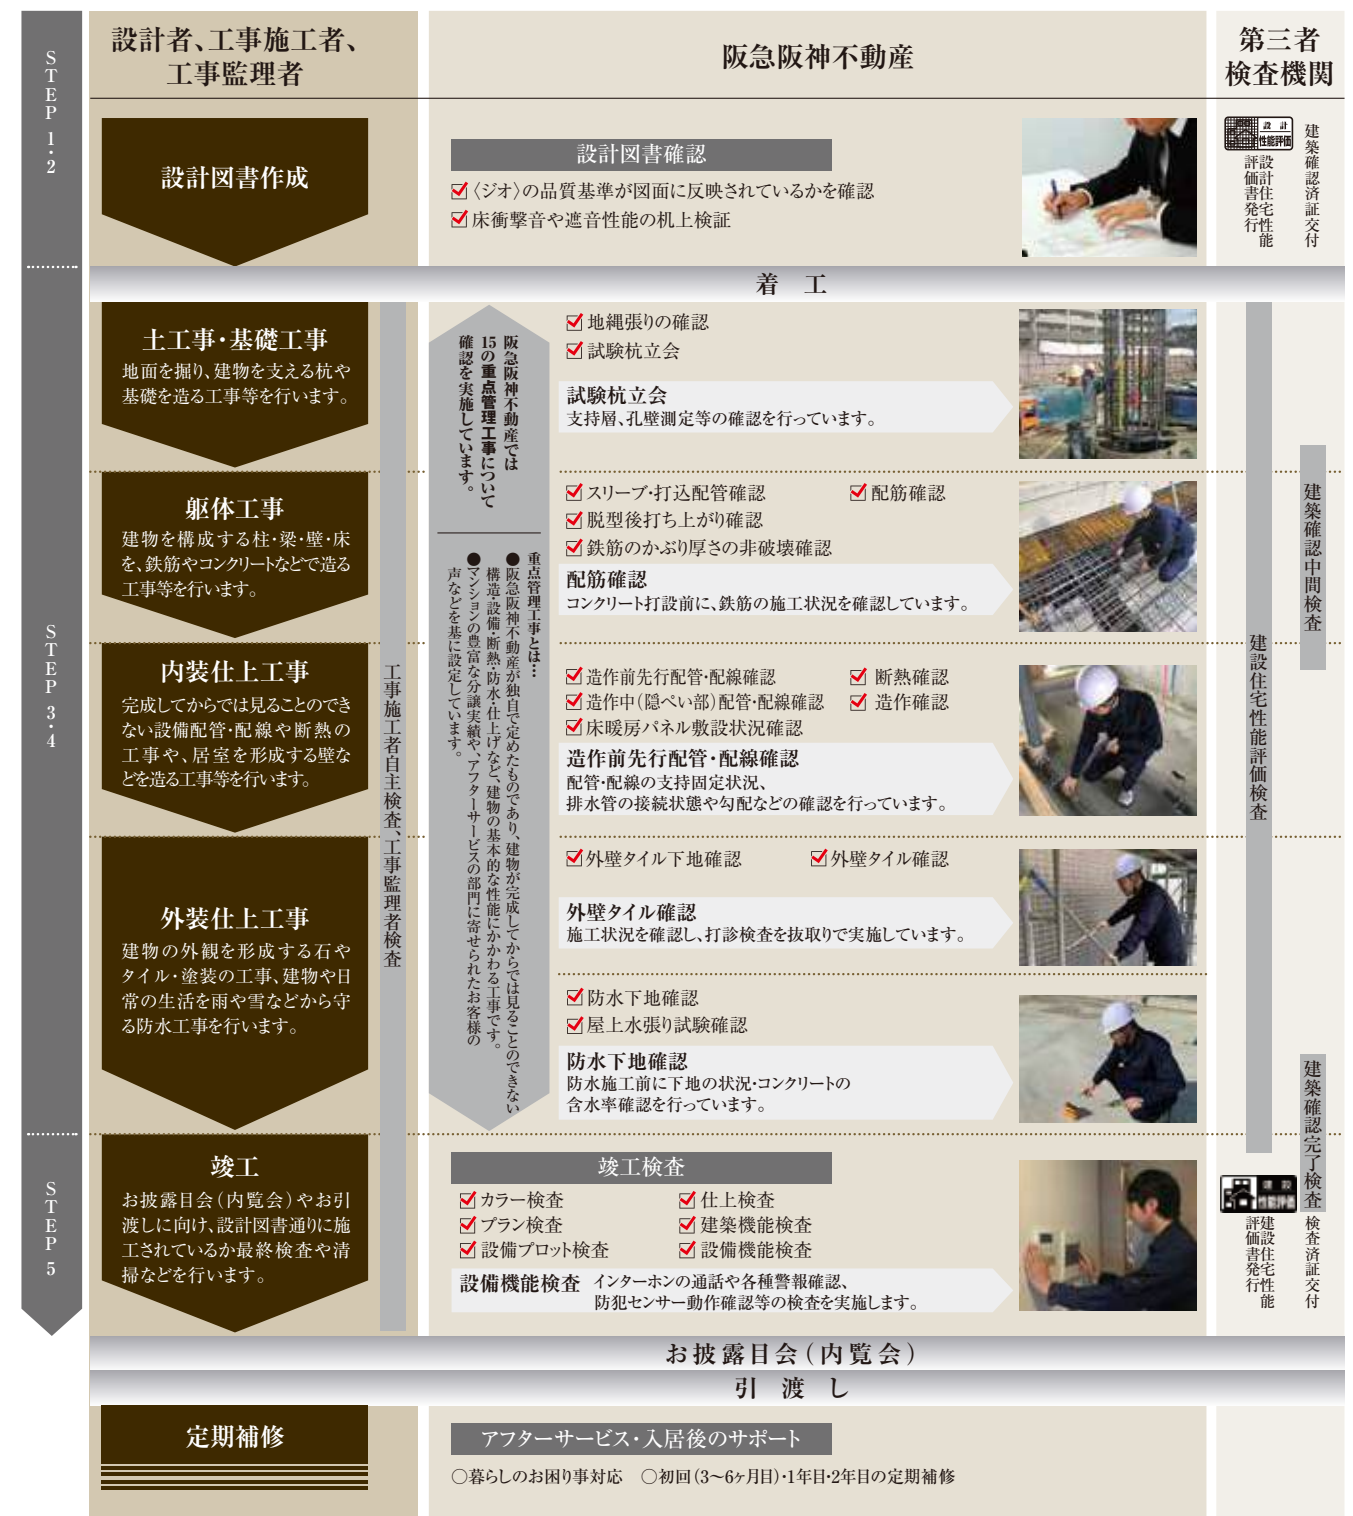 STEP 1・2
設計者、工事施工者、
工事監理者
阪急阪神不動産
第三者
検査機関
設計図書作成
設計図書確認
〈ジオ〉の品質基準が図面に反映されているかを確認
床衝撃音や遮音性能の机上検証
設計
性能評価
設計住宅性能
評価書発行
建築確認済証交付
着 工
STEP 3・4
土工事・基礎工事
地面を掘り、建物を支える杭や
基礎を造る工事等を行います。
躯体工事
建物を構成する柱・梁・壁・床
を、鉄筋やコンクリートなどで造る
工事等を行います。
内装仕上工事
完成してからでは見ることのでき
ない設備配管・配線や断熱の
工事や、居室を形成する壁な
どを造る工事等を行います。
外装仕上工事
建物の外観を形成する石や
タイル・塗装の工事、建物や日
常の生活を雨や雪などから守
る防水工事を行います。
工事施工者自主検査、工事監理者検査
阪急阪神不動産では
15の重点管理工事について
確認を実施しています。
重点管理工事とは…
●阪急阪神不動産が独自で定めたものであり、建物が完成してからでは見ることのできない
構造・設備・断熱・防水・仕上げなど、建物の基本的な性能にかかわる工事です。
●マンションの豊富な分譲実績や、アフターサービスの部門に寄せられたお客様の
声などを基に設定しています。
地縄張りの確認
試験杭立会
試験杭立会
支持層、孔壁測定等の確認を行っています。
スリーブ・打込配管確認
配筋確認
脱型後打ち上がり確認
鉄筋のかぶり厚さの非破壊確認
配筋確認
コンクリート打設前に、鉄筋の施工状況を確認しています。
造作前先行配管・配線確認
断熱確認
造作中(隠ぺい部)配管・配線確認
造作確認
床暖房パネル敷設状況確認
造作前先行配管・配線確認
配管・配線の支持固定状況、
排水管の接続状態や勾配などの確認を行っています。
外壁タイル下地確認
外壁タイル確認
外壁タイル確認
施工状況を確認し、打診検査を抜取りで実施しています。
防水下地確認
屋上水張り試験確認
防水下地確認
防水施工前に下地の状況・コンクリートの
含水率確認を行っています。
建設住宅性能評価検査
建築確認中間検査
建築確認完了検査
STEP 5
竣工
お披露目会(内覧会)やお引
渡しに向け、設計図書通りに施
工されているか最終検査や清
掃などを行います。
竣工検査
カラー検査
仕上検査
プラン検査
建築機能検査
設備プロット検査
設備機能検査
設備機能検査
インターホンの通話や各種警報確認、
防犯センサー動作確認等の検査を実施します。
建設
性能評価
建設住宅性能
評価書発行
検査済証交付
お披露目会(内覧会)
引 渡 し
定期補修
アフターサービス・入居後のサポート
○暮らしのお困り事対応 ○初回(3〜6ヶ月目)・1年目・2年目の定期補修